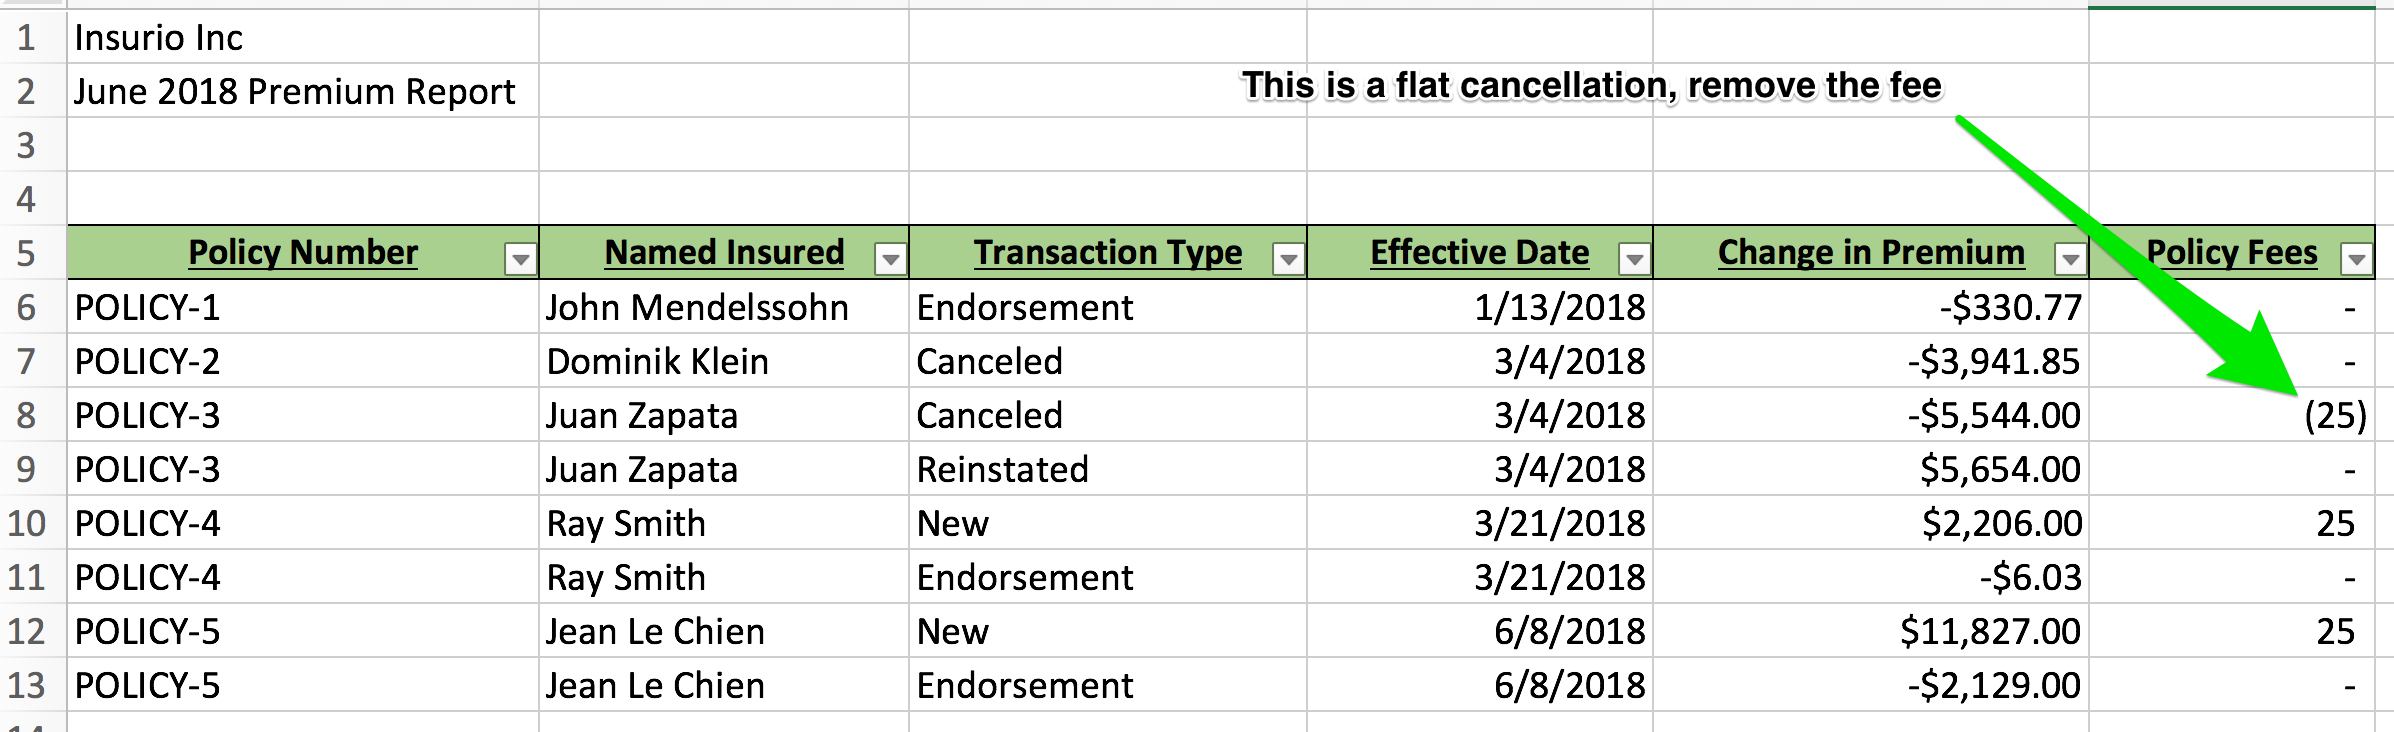 1 Insurio Inc
2 June 2018 Premium Report
This is a flat cancellation, remove the fee
3
4
5 Policy Number Named Insured Transaction Type Effective Date Change in Premium Policy Fees
6 POLICY-1 John Mendelssohn Endorsement 1/13/2018 -$330.77 -
7 POLICY-2 Dominik Klein Canceled 3/4/2018 -$3,941.85 -
8 POLICY-3 Juan Zapata Canceled 3/4/2018 -$5,544.00 (25)
9 POLICY-3 Juan Zapata Reinstated 3/4/2018 $5,654.00 -
10 POLICY-4 Ray Smith New 3/21/2018 $2,206.00 25
11 POLICY-4 Ray Smith Endorsement 3/21/2018 -$6.03 -
12 POLICY-5 Jean Le Chien New 6/8/2018 $11,827.00 25
13 POLICY-5 Jean Le Chien Endorsement 6/8/2018 -$2,129.00 -